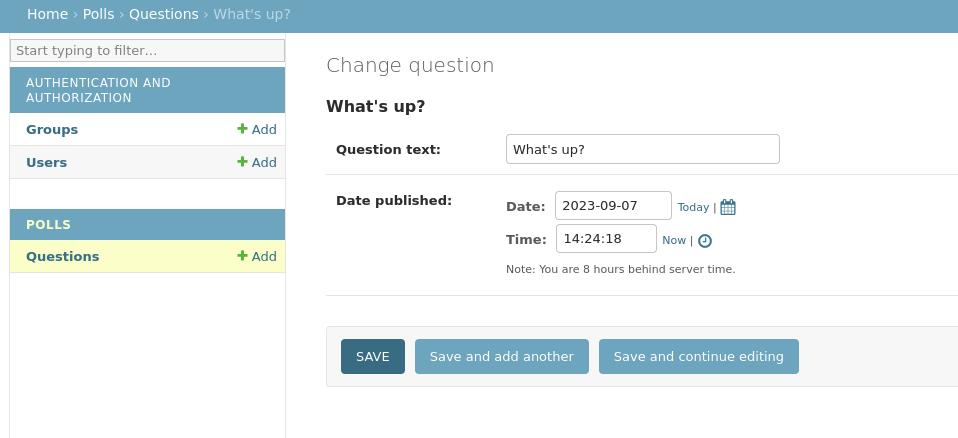 Home › Polls › Questions › What's up?
Start typing to filter…
AUTHENTICATION AND
AUTHORIZATION
Groups + Add
Users + Add
POLLS
Questions + Add
Change question
What's up?
Question text: What's up?
Date published:
Date: 2023-09-07 Today |
Time: 14:24:18 Now |
Note: You are 8 hours behind server time.
SAVE Save and add another Save and continue editing